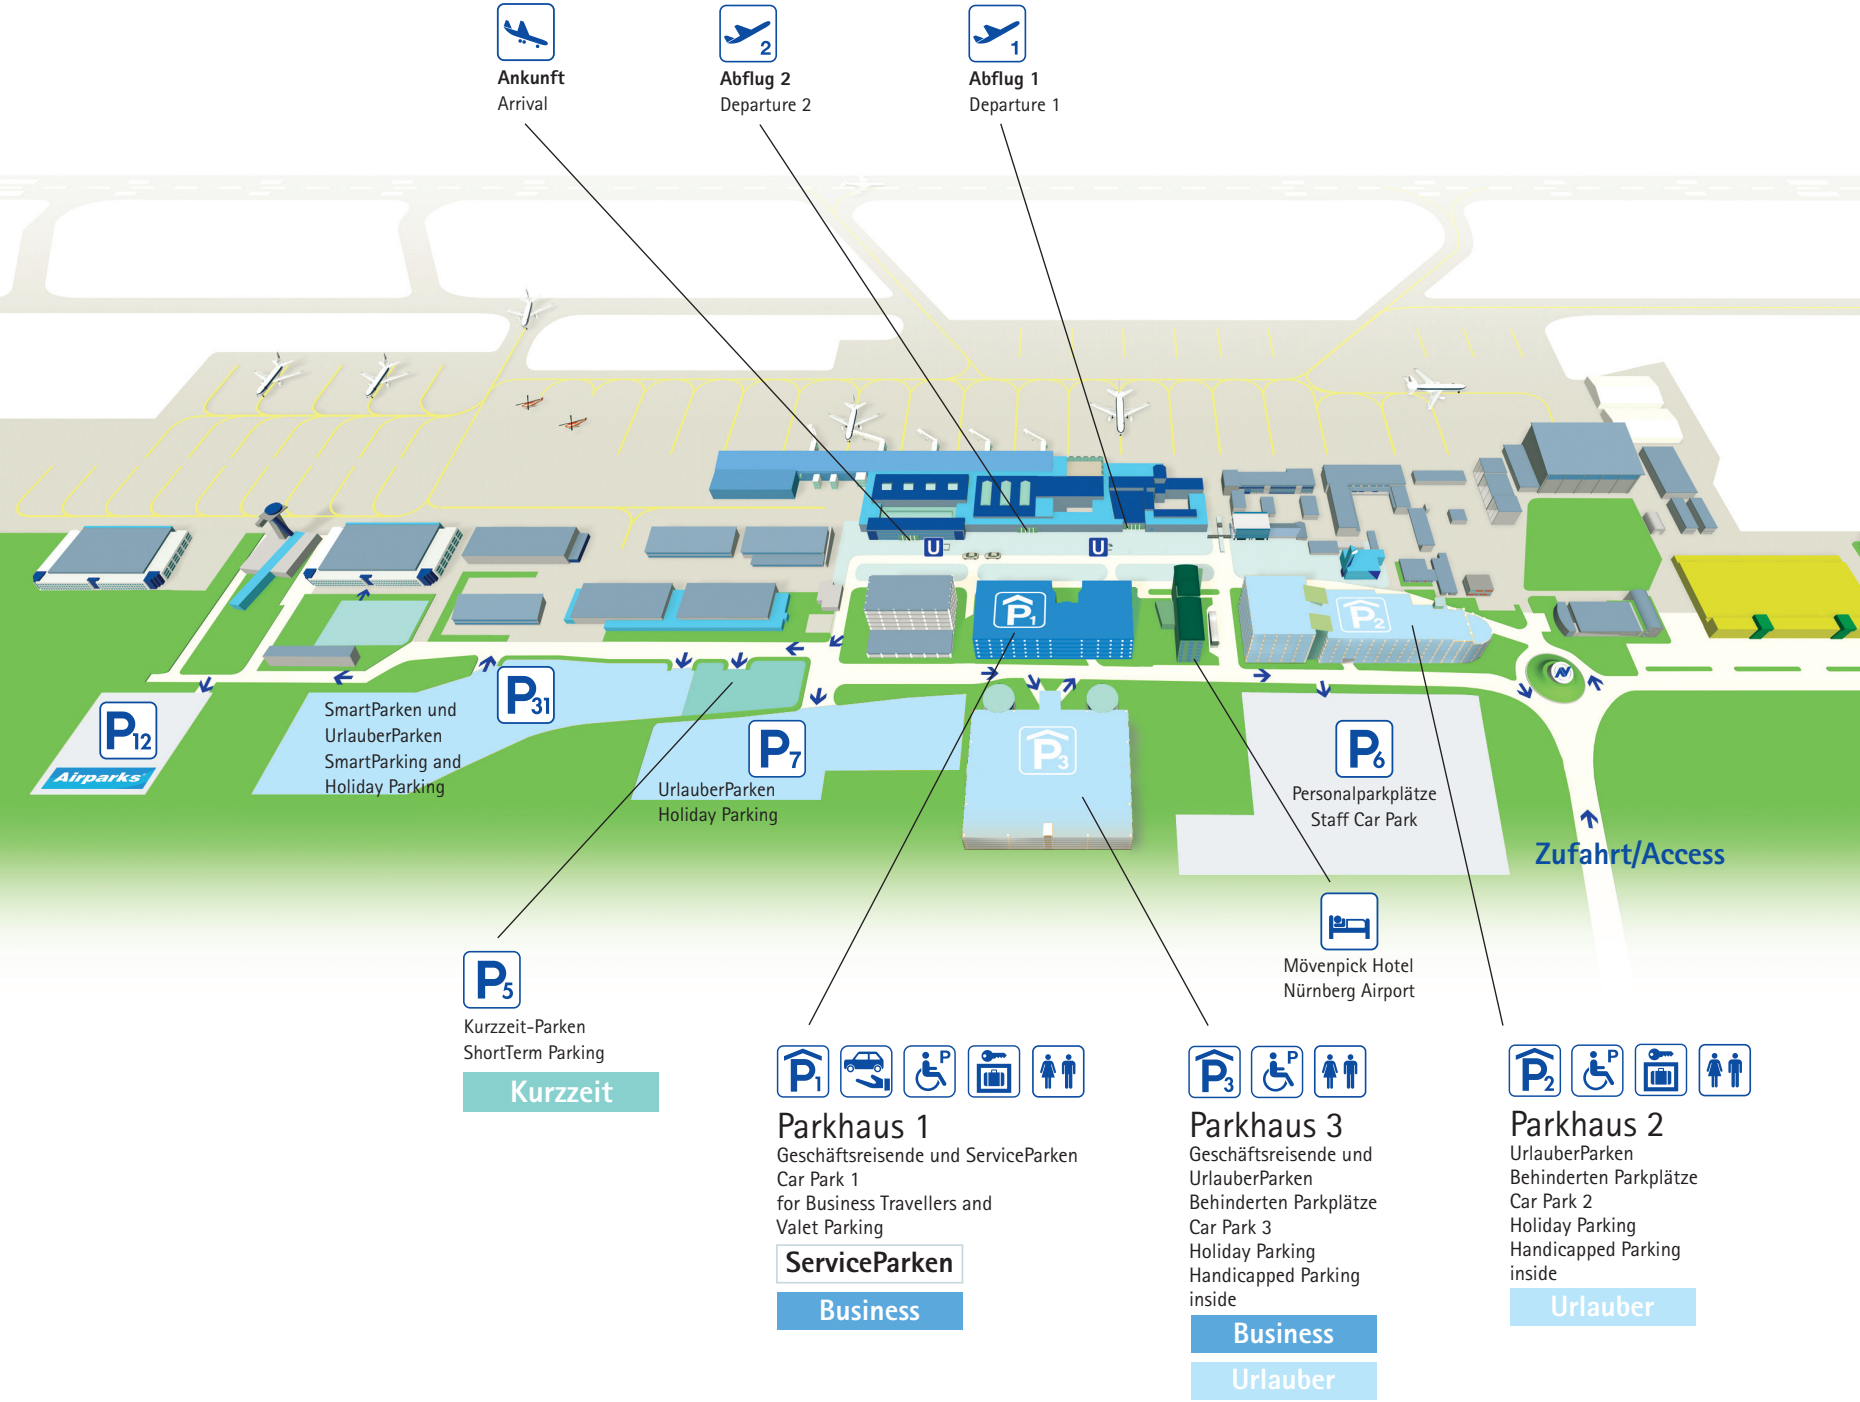 Ankunft
Arrival
2
Abflug 2
Departure 2
1
Abflug 1
Departure 1
U
U
P1
P2
P12
Airparks
P31
SmartParken und
UrlauberParken
SmartParking and
Holiday Parking
P7
UrlauberParken
Holiday Parking
P3
P6
Personalparkplätze
Staff Car Park
Zufahrt/Access
Mövenpick Hotel
Nürnberg Airport
P5
Kurzzeit-Parken
ShortTerm Parking
Kurzzeit
P1
P
Parkhaus 1
Geschäftsreisende und ServiceParken
Car Park 1
for Business Travellers and
Valet Parking
ServiceParken
Business
P3
P
Parkhaus 3
Geschäftsreisende und
UrlauberParken
Behinderten Parkplätze
Car Park 3
Holiday Parking
Handicapped Parking
inside
Business
Urlauber
P2
P
Parkhaus 2
UrlauberParken
Behinderten Parkplätze
Car Park 2
Holiday Parking
Handicapped Parking
inside
Urlauber